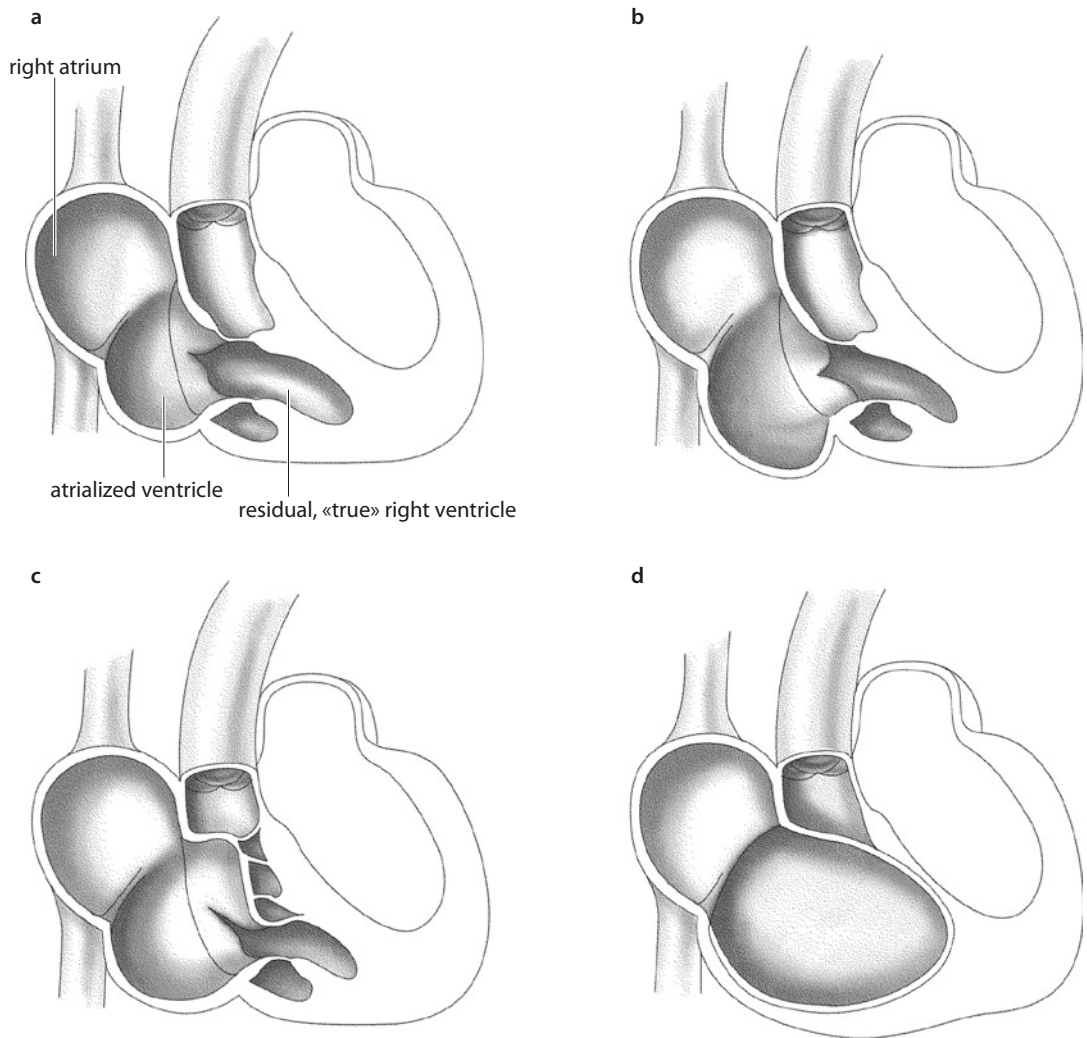 a
b
right atrium
atrialized ventricle
residual, «true» right ventricle
c
d